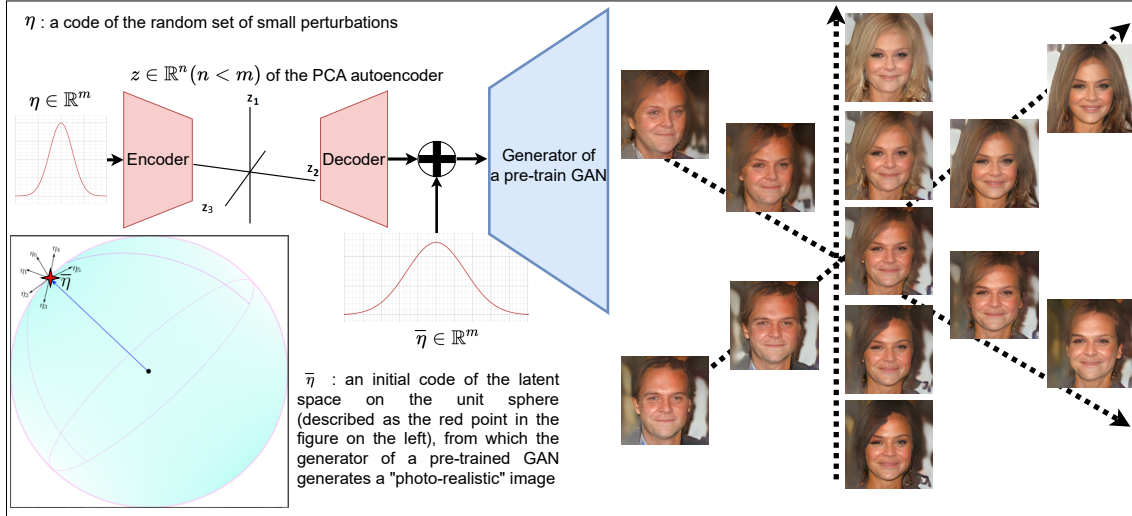 η : a code of the random set of small perturbations
z ∈ ℝⁿ(n < m) of the PCA autoencoder
η ∈ ℝᵐ
z₁
Encoder
z₂
Decoder
z₃
Generator of
a pre-train GAN
η̅
η̅ ∈ ℝᵐ
η̅ : an initial code of the latent
space on the unit sphere
(described as the red point in the
figure on the left), from which the
generator of a pre-trained GAN
generates a "photo-realistic" image